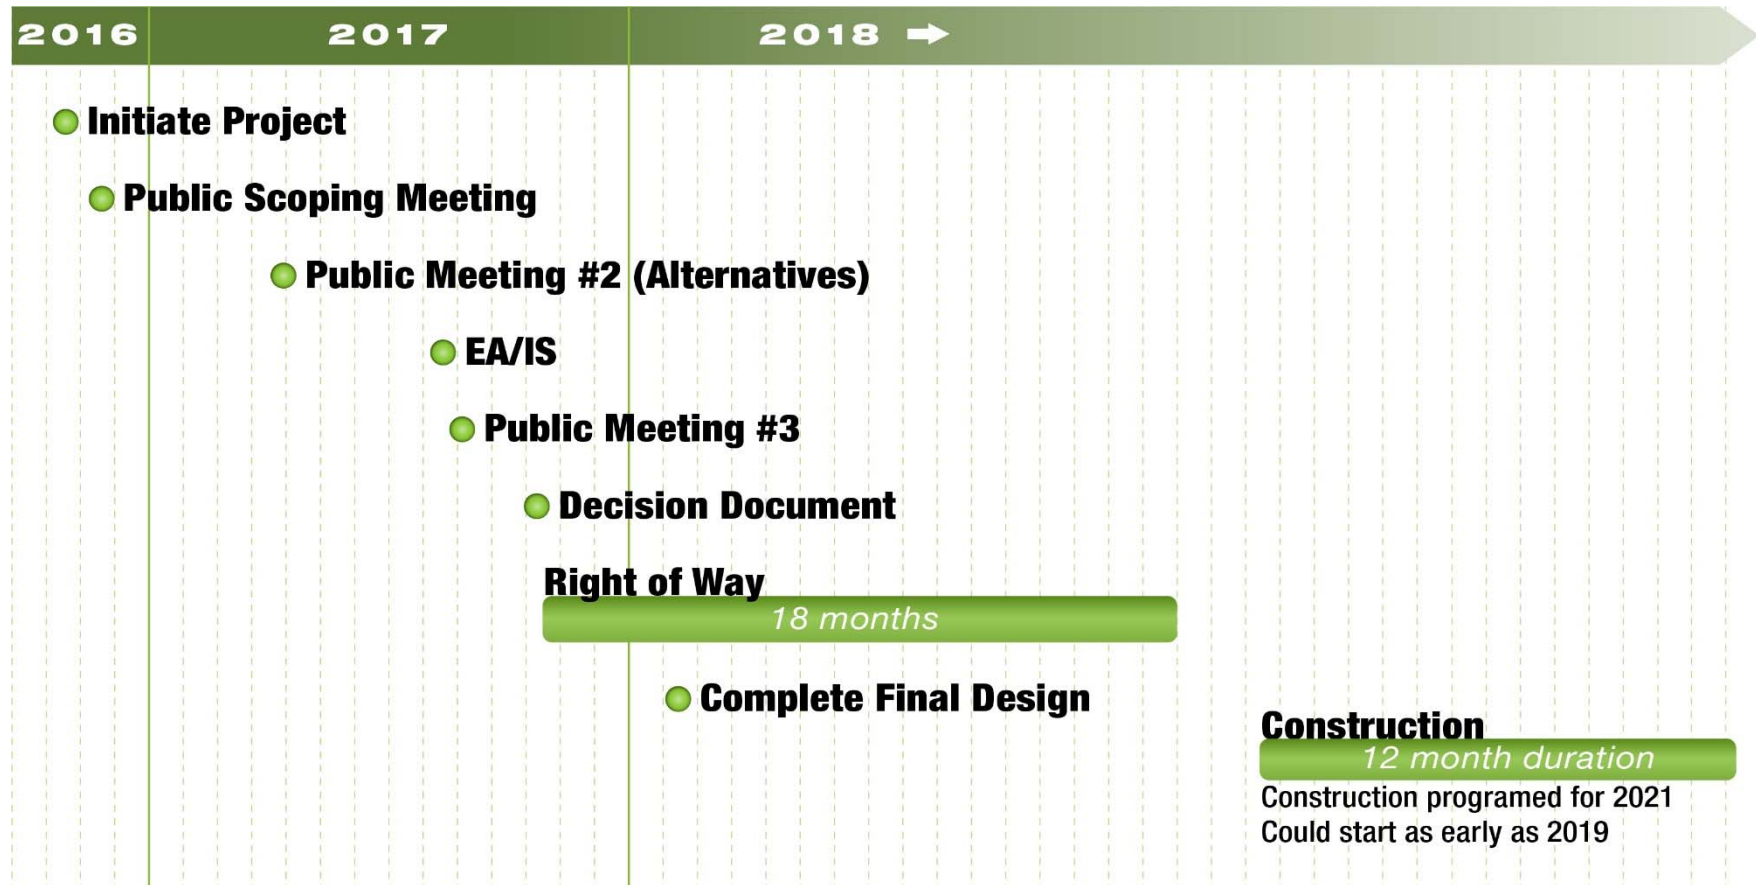 2016 2017 2018
Initiate Project
Public Scoping Meeting
Public Meeting #2 (Alternatives)
EA/IS
Public Meeting #3
Decision Document
Right of Way
18 months
Complete Final Design
Construction
12 month duration
Construction programed for 2021
Could start as early as 2019